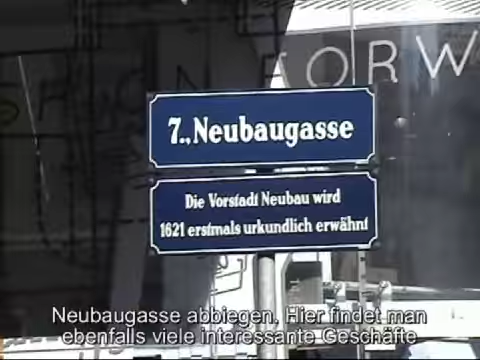 FORW
7., Neubaugasse
Die Vorstadt Neubau wird
1621 erstmals urkundlich erwähnt
Neubaugasse abbiegen. Hier findet man
ebenfalls viele interessante Geschäfte